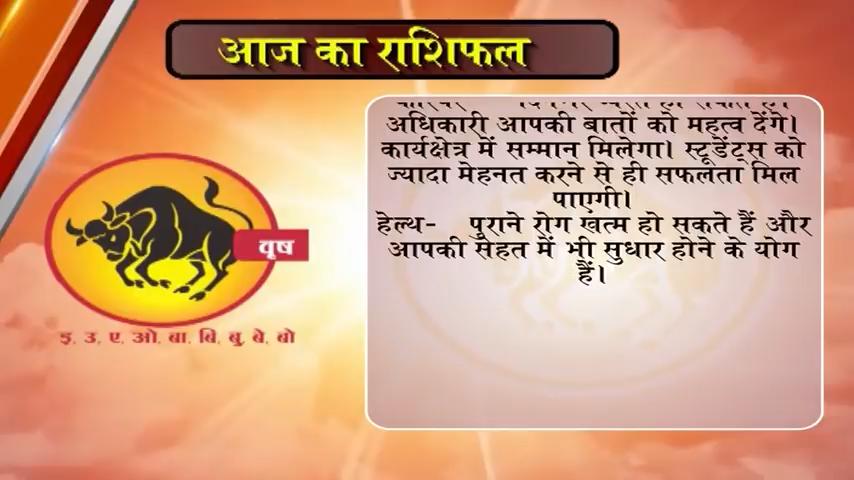 आज का राशिफल
अधिकारी आपकी बातों को महत्व देंगे।
कार्यक्षेत्र में सम्मान मिलेगा। स्टूडेंट्स को
ज्यादा मेहनत करने से ही सफलता मिल
पाएगी।
हेल्थ- पुराने रोग खत्म हो सकते हैं और
आपकी सेहत में भी सुधार होने के योग
हैं।
वृष
इ, उ, ए, ओ, बा, बि, बु, बे, बो